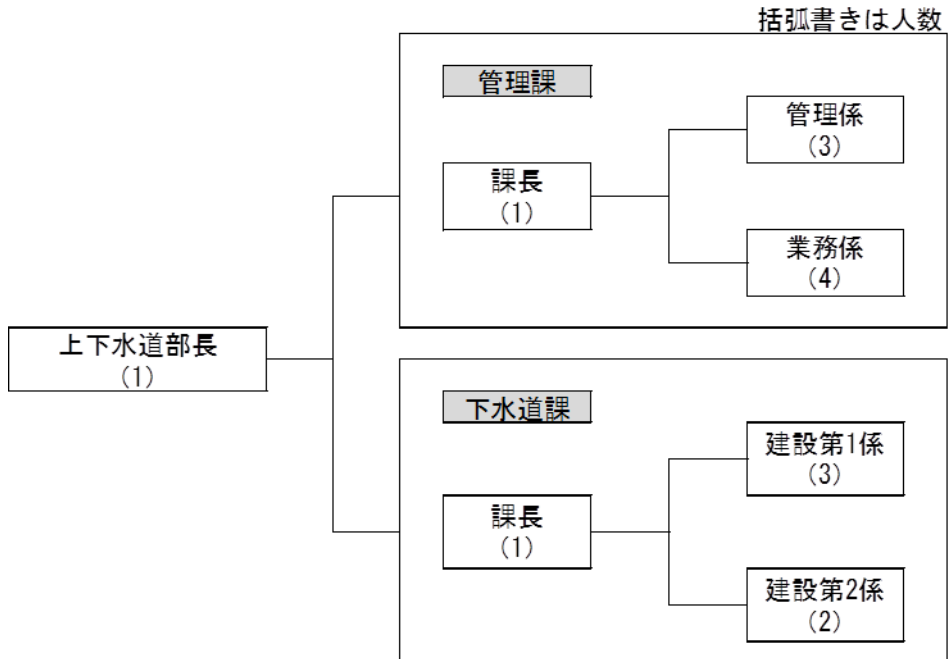 括弧書きは人数
管理課
課長
(1)
管理係
(3)
業務係
(4)
上下水道部長
(1)
下水道課
課長
(1)
建設第1係
(3)
建設第2係
(2)